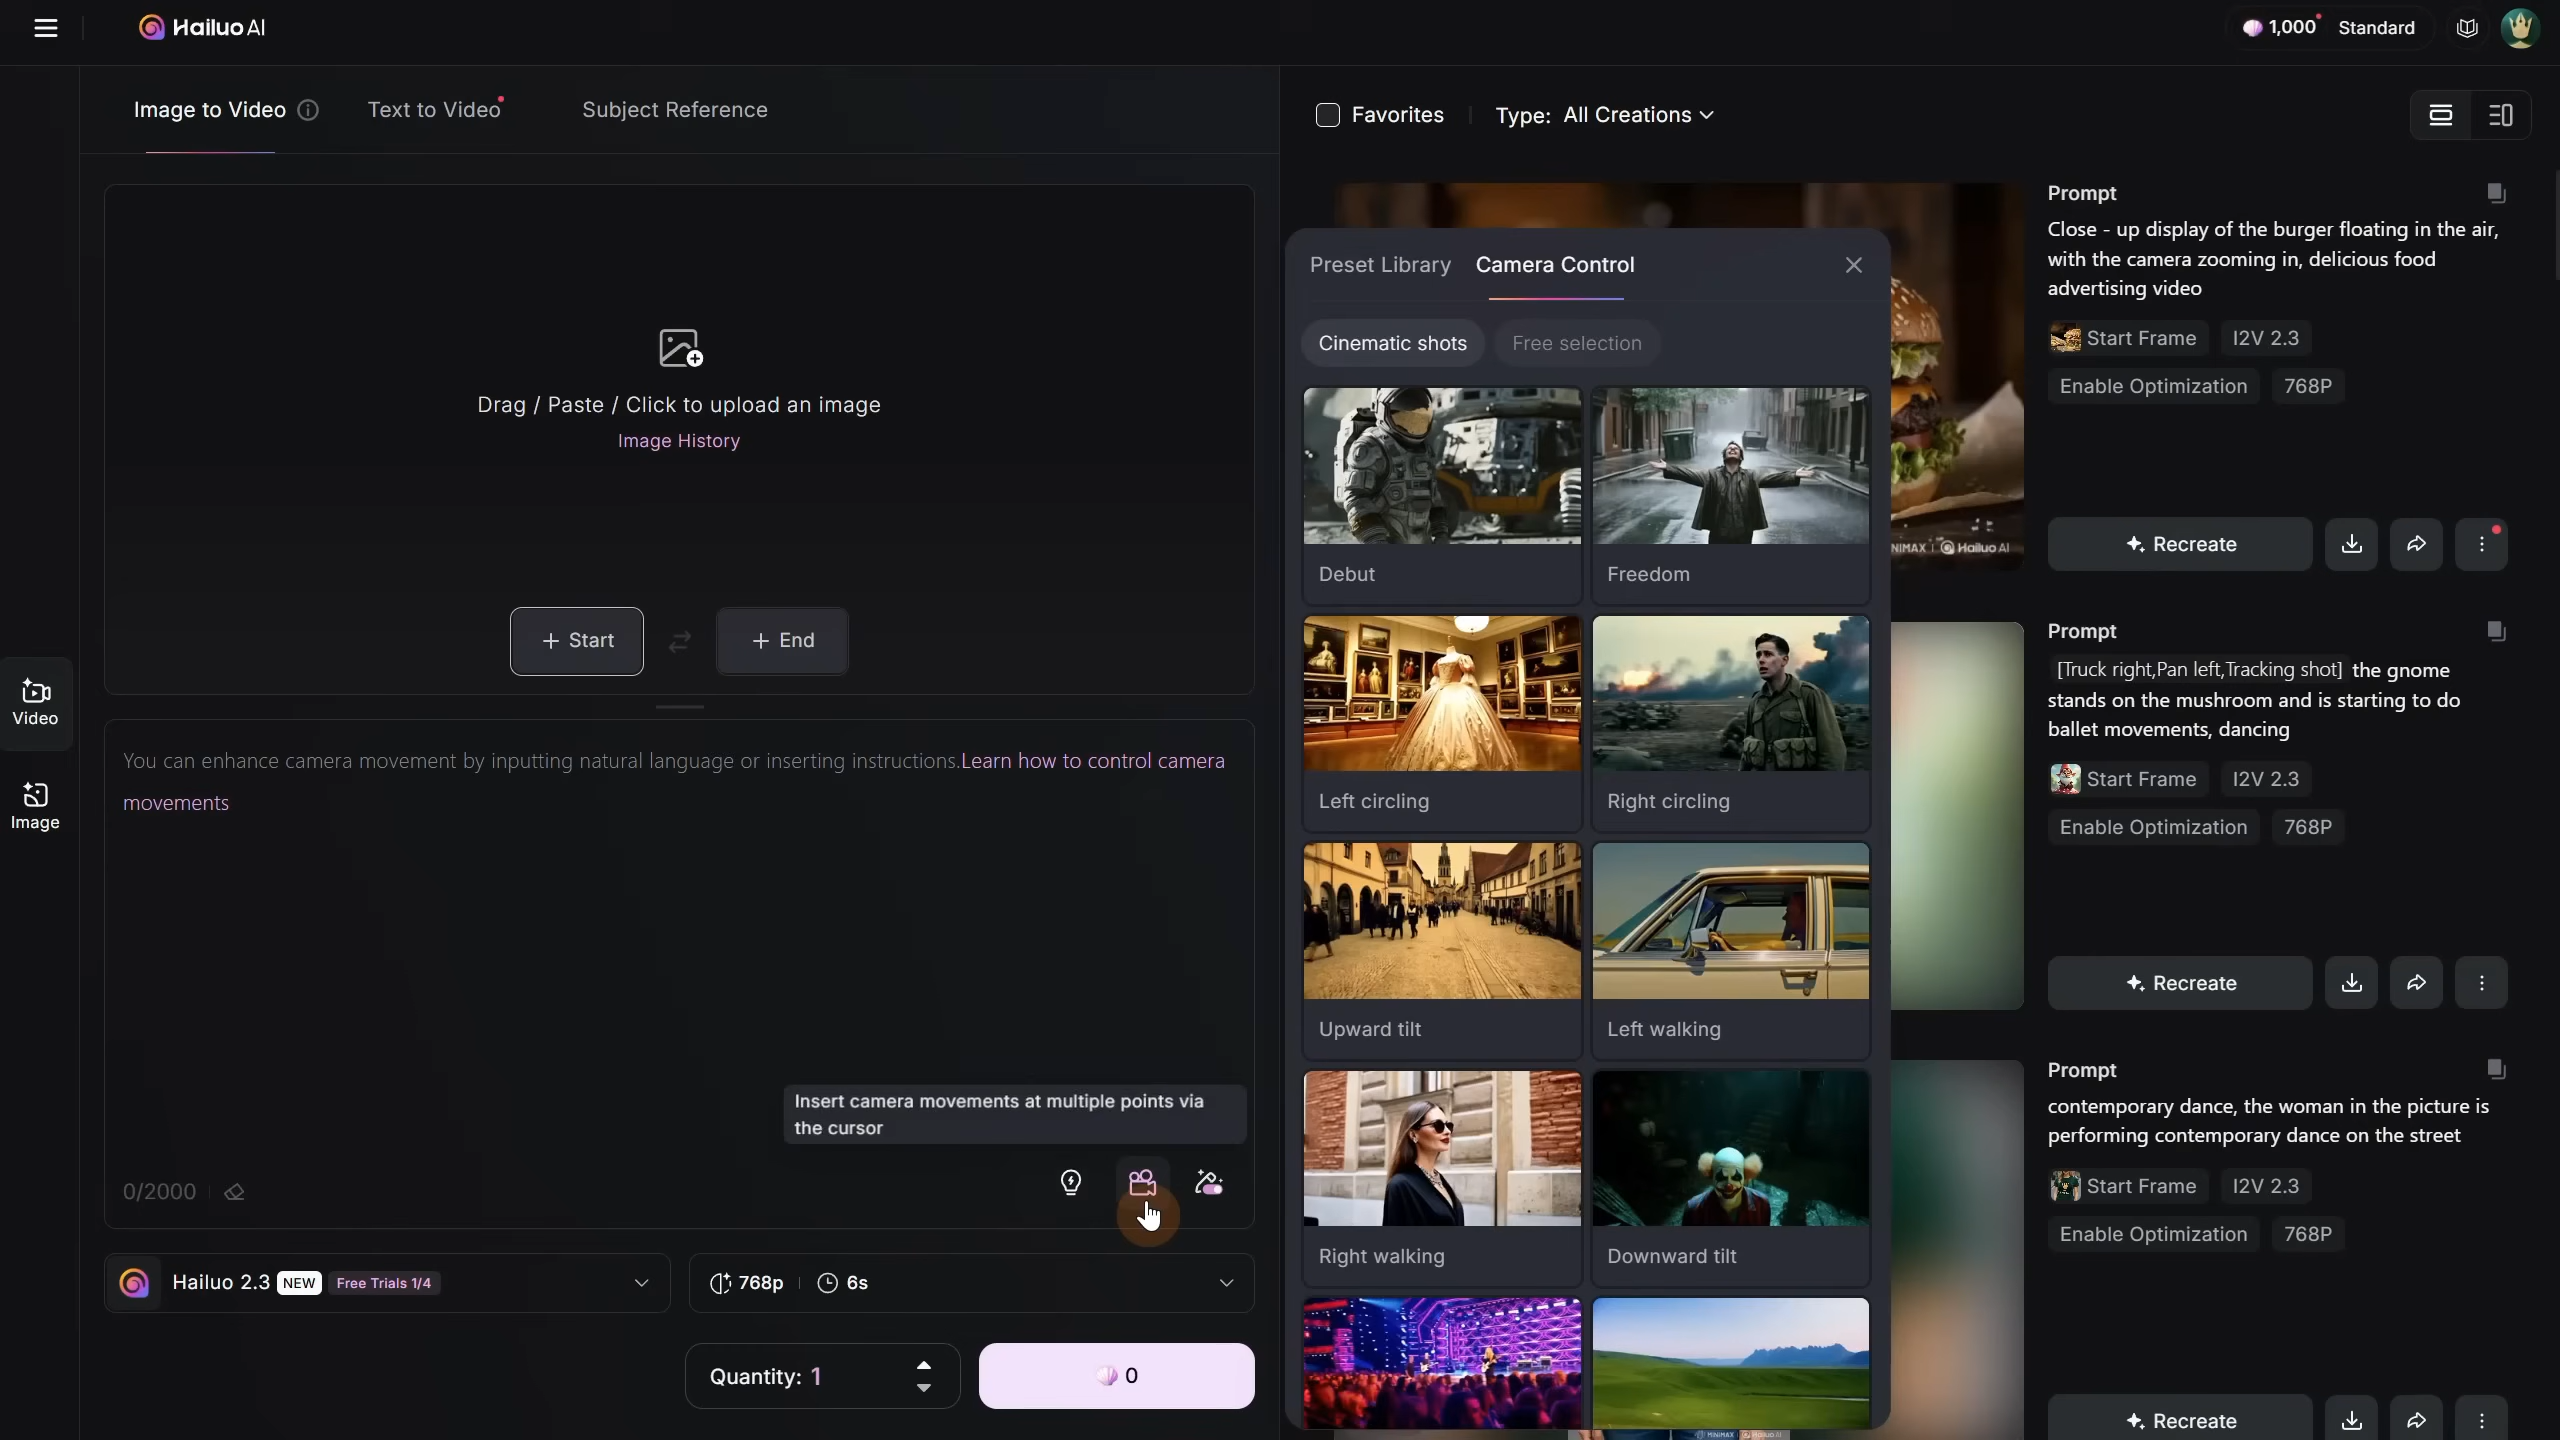 Hailuo AI
1,000
Standard
Image to Video
Text to Video
Subject Reference
Drag / Paste / Click to upload an image
Image History
+ Start
+ End
Video
Image
You can enhance camera movement by inputting natural language or inserting instructions.Learn how to control camera
movements
Insert camera movements at multiple points via
the cursor
0/2000
Hailuo 2.3 NEW Free Trials 1/4
768p
6s
Quantity: 1
0
Favorites
Type: All Creations
Preset Library
Camera Control
Cinematic shots
Free selection
Debut
Freedom
Left circling
Right circling
Upward tilt
Left walking
Right walking
Downward tilt
NIMAX | Hailuo AI
MINIMAX | Hailuo AI
Prompt
Close - up display of the burger floating in the air,
with the camera zooming in, delicious food
advertising video
Start Frame
I2V 2.3
Enable Optimization
768P
Recreate
Prompt
[Truck right,Pan left,Tracking shot] the gnome
stands on the mushroom and is starting to do
ballet movements, dancing
Start Frame
I2V 2.3
Enable Optimization
768P
Recreate
Prompt
contemporary dance, the woman in the picture is
performing contemporary dance on the street
Start Frame
I2V 2.3
Enable Optimization
768P
Recreate